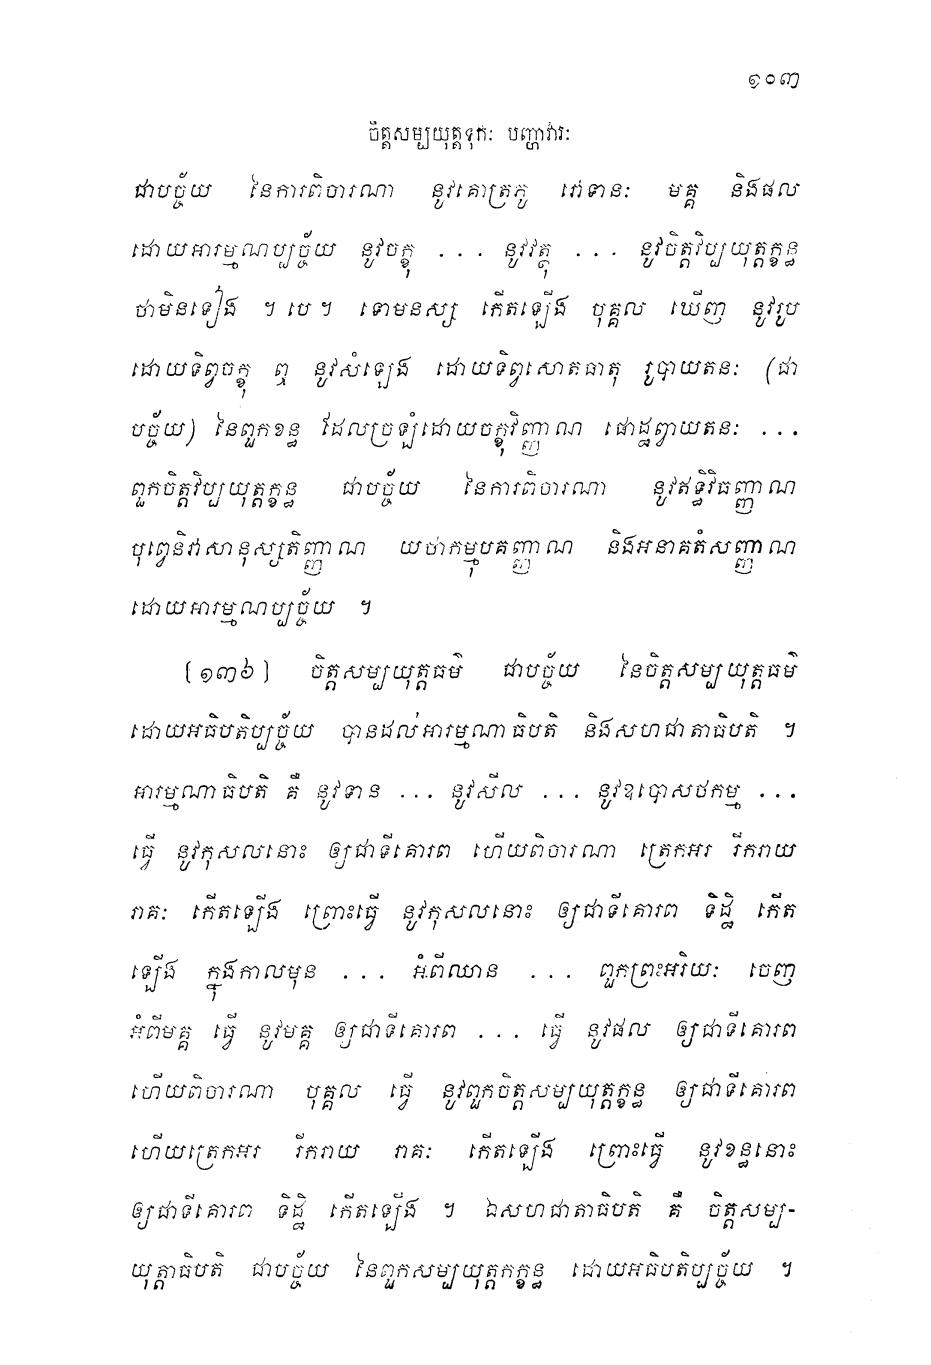 ១០៣
ចិត្តសម្បយុត្តទុកៈ បញ្ហាវារៈ
ជាបច្ច័យ នៃការពិចារណា នូវគោត្រភូ វោទានៈ មគ្គ និងផល
ដោយអារម្មណប្បច្ច័យ នូវចក្ខុ ... នូវវត្ថុ ... នូវចិត្តវិប្បយុត្តក្ខន្ធ
ថាមិនទៀង ។ បេ ។ ទោមនស្ស កើតឡើង បុគ្គល ឃើញ នូវរូប
ដោយទិព្វចក្ខុ ឮ នូវសំឡេង ដោយទិព្វសោតធាតុ រូបាយតនៈ (ជា
បច្ច័យ) នៃពួកខន្ធ ដែលច្រឡំដោយចក្ខុវិញ្ញាណ ផោដ្ឋព្វាយតនៈ ...
ពួកចិត្តវិប្បយុត្តក្ខន្ធ ជាបច្ច័យ នៃការពិចារណា នូវឥទ្ធិវិធញ្ញាណ
បុព្វេនិវាសានុស្សតិញ្ញាណ យថាកម្មុបគញ្ញាណ និងអនាគតំសញ្ញាណ
ដោយអារម្មណប្បច្ច័យ ។
[១៣៦] ចិត្តសម្បយុត្តធម៌ ជាបច្ច័យ នៃចិត្តសម្បយុត្តធម៌
ដោយអធិបតិប្បច្ច័យ បានដល់អារម្មណាធិបតិ និងសហជាតាធិបតិ ។
អារម្មណាធិបតិ គឺ នូវទាន ... នូវសីល ... នូវឧបោសថកម្ម ...
ធ្វើ នូវកុសលនោះ ឲ្យជាទីគោរព ហើយពិចារណា ត្រេកអរ រីករាយ
រាគៈ កើតឡើង ព្រោះធ្វើ នូវកុសលនោះ ឲ្យជាទីគោរព ទិដ្ឋិ កើត
ឡើង ក្នុងកាលមុន ... អំពីឈាន ... ពួកព្រះអរិយៈ ចេញ
អំពីមគ្គ ធ្វើ នូវមគ្គ ឲ្យជាទីគោរព ... ធ្វើ នូវផល ឲ្យជាទីគោរព
ហើយពិចារណា បុគ្គល ធ្វើ នូវពួកចិត្តសម្បយុត្តក្ខន្ធ ឲ្យជាទីគោរព
ហើយត្រេកអរ រីករាយ រាគៈ កើតឡើង ព្រោះធ្វើ នូវខន្ធនោះ
ឲ្យជាទីគោរព ទិដ្ឋិ កើតឡើង ។ ឯសហជាតាធិបតិ គឺ ចិត្តសម្ប-
យុត្តាធិបតិ ជាបច្ច័យ នៃពួកសម្បយុត្តកក្ខន្ធ ដោយអធិបតិប្បច្ច័យ ។